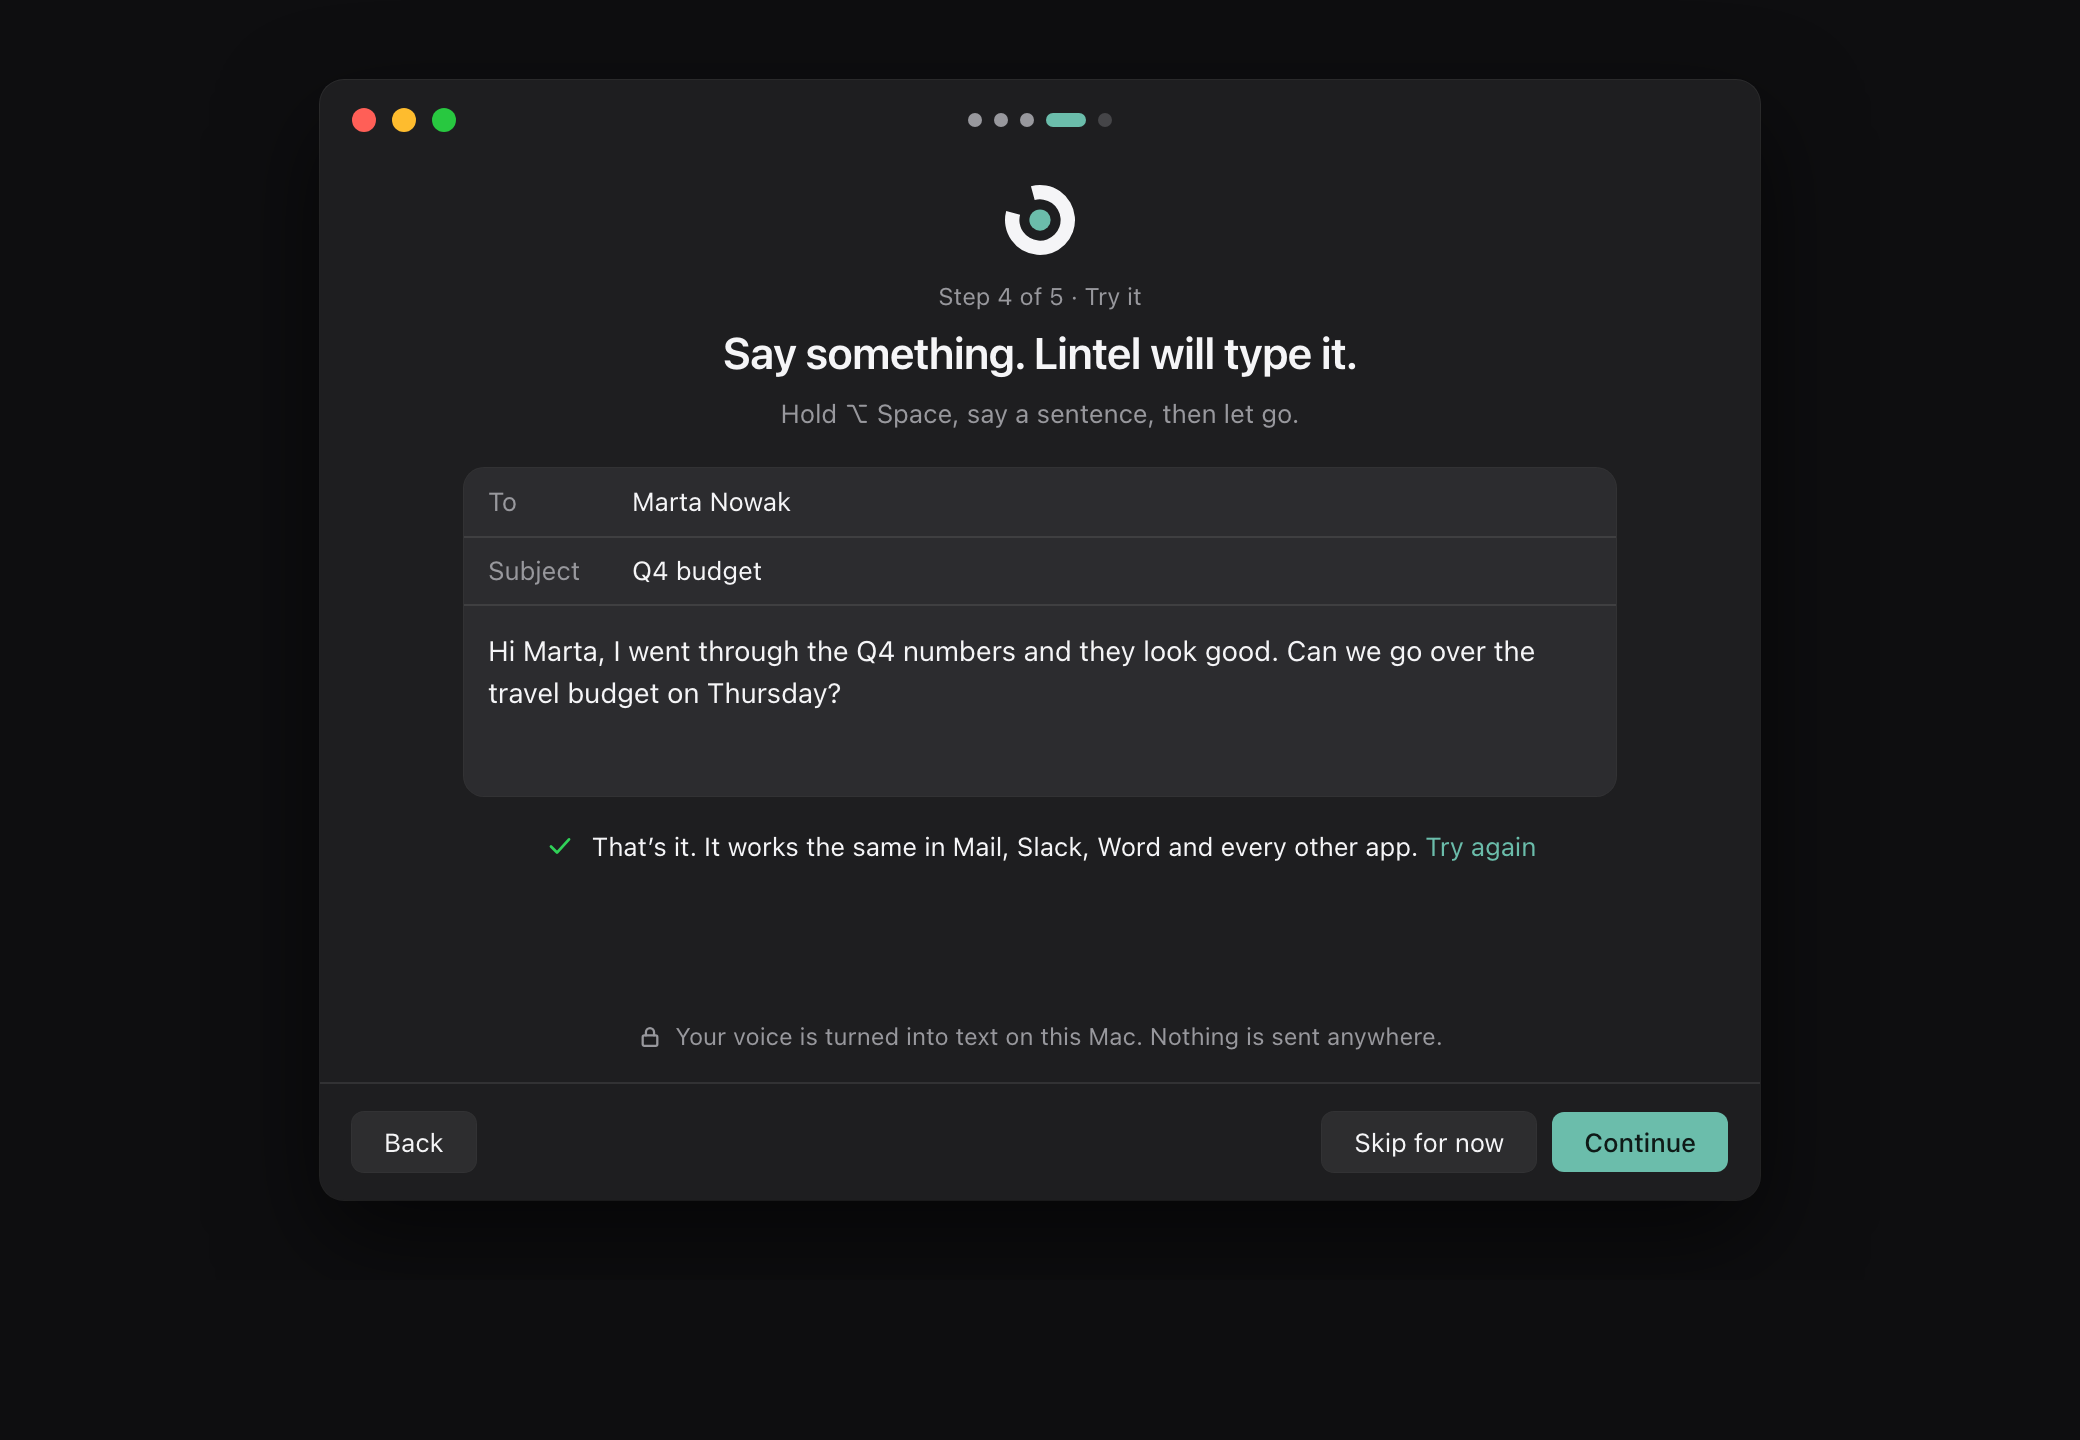 Step 4 of 5 · Try it
Say something. Lintel will type it.
Hold ⌥ Space, say a sentence, then let go.
To Marta Nowak
Subject Q4 budget
Hi Marta, I went through the Q4 numbers and they look good. Can we go over the
travel budget on Thursday?
That’s it. It works the same in Mail, Slack, Word and every other app. Try again
Your voice is turned into text on this Mac. Nothing is sent anywhere.
Back Skip for now Continue